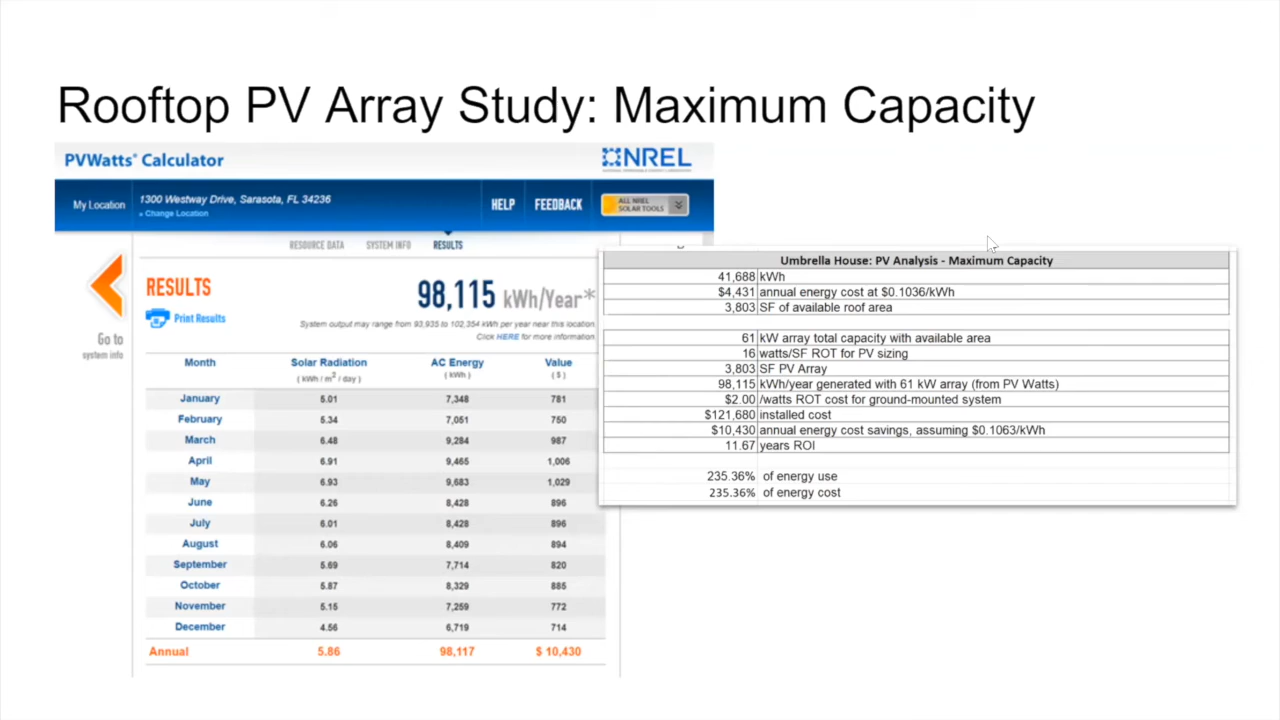 Rooftop PV Array Study: Maximum Capacity
PVWatts® Calculator
NREL
My Location
1300 Westway Drive, Sarasota, FL 34236
» Change Location
HELP
FEEDBACK
ALL NREL
SOLAR TOOLS
RESOURCE DATA
SYSTEM INFO
RESULTS
Go to
system info
RESULTS
Print Results
98,115 kWh/Year*
System output may range from 93,935 to 102,354 kWh per year near this location.
Click HERE for more information.
Month Solar Radiation AC Energy Value
( kWh / m² / day ) ( kWh ) ( $ )
January 5.01 7,348 781
February 5.34 7,051 750
March 6.48 9,284 987
April 6.91 9,465 1,006
May 6.93 9,683 1,029
June 6.26 8,428 896
July 6.01 8,428 896
August 6.06 8,409 894
September 5.69 7,714 820
October 5.87 8,329 885
November 5.15 7,259 772
December 4.56 6,719 714
Annual 5.86 98,117 $ 10,430
Umbrella House: PV Analysis - Maximum Capacity
41,688 kWh
$4,431 annual energy cost at $0.1036/kWh
3,803 SF of available roof area
61 kW array total capacity with available area
16 watts/SF ROT for PV sizing
3,803 SF PV Array
98,115 kWh/year generated with 61 kW array (from PV Watts)
$2.00 /watts ROT cost for ground-mounted system
$121,680 installed cost
$10,430 annual energy cost savings, assuming $0.1063/kWh
11.67 years ROI
235.36% of energy use
235.36% of energy cost